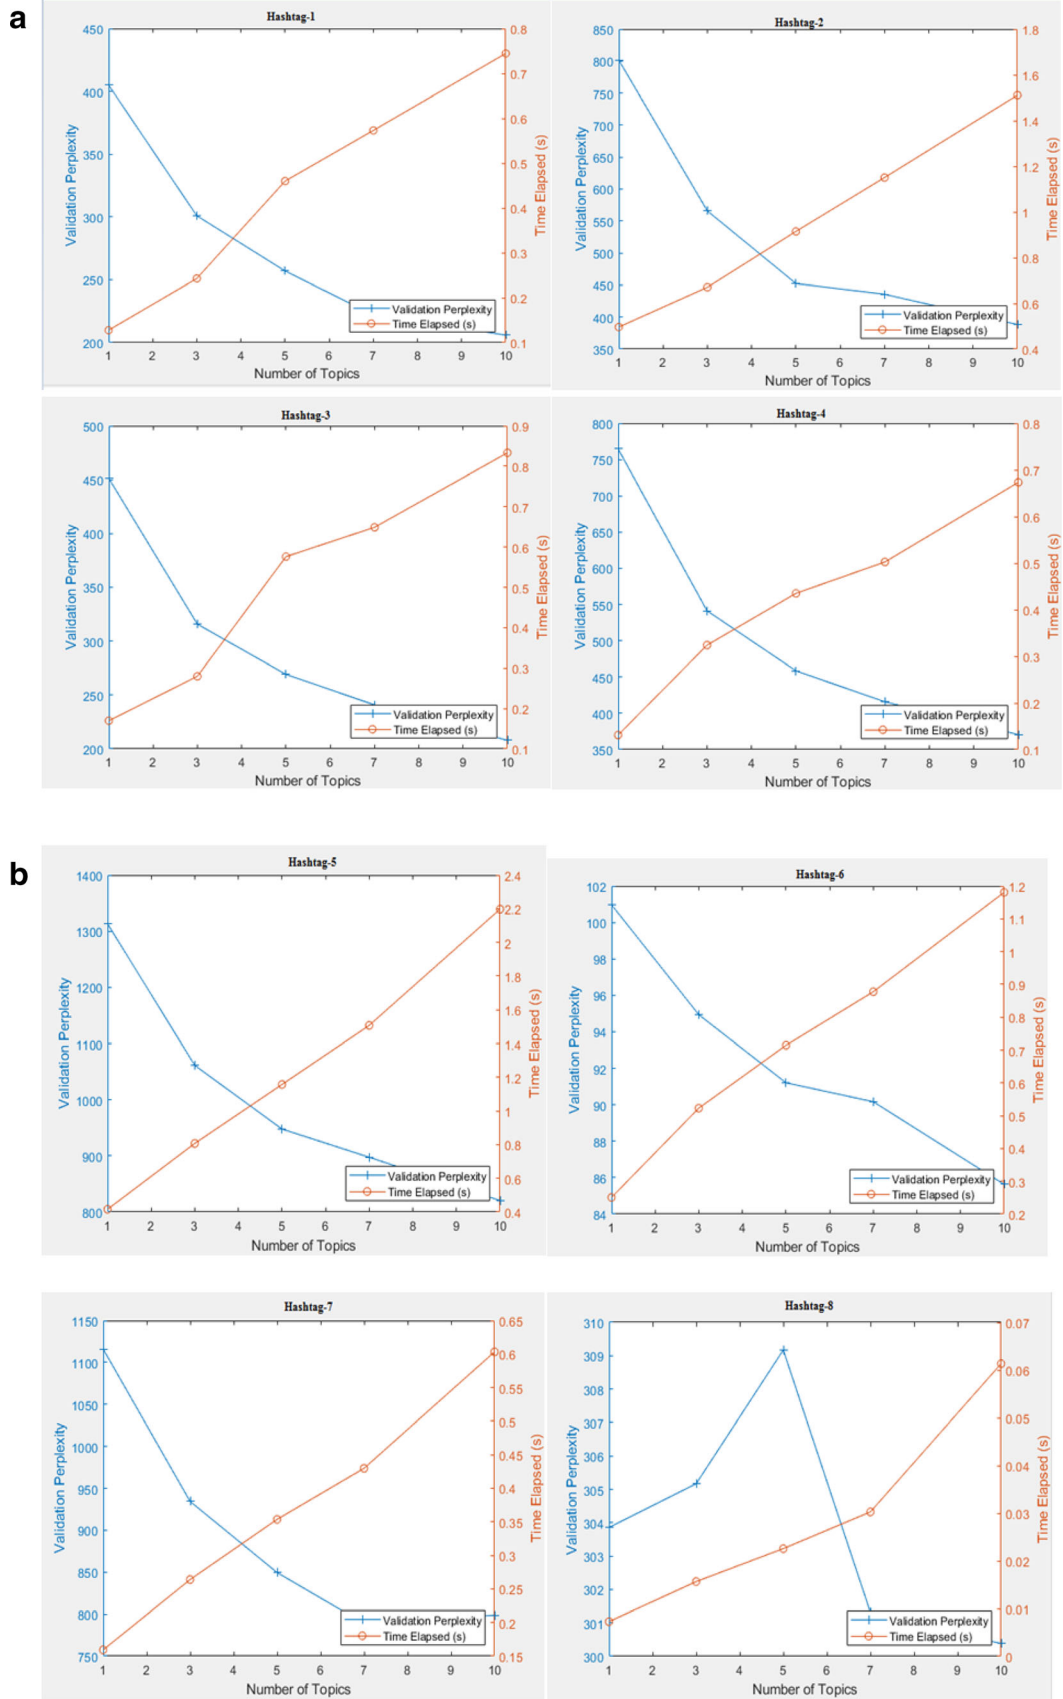 a
Hashtag-1
450
400
350
300
250
200
Validation Perplexity
0.8
0.7
0.6
0.5
0.4
0.3
0.2
0.1
Time Elapsed (s)
Validation Perplexity
Time Elapsed (s)
1 2 3 4 5 6 7 8 9 10
Number of Topics
Hashtag-2
850
800
750
700
650
600
550
500
450
400
350
Validation Perplexity
1.8
1.6
1.4
1.2
1
0.8
0.6
0.4
Time Elapsed (s)
Validation Perplexity
Time Elapsed (s)
1 2 3 4 5 6 7 8 9 10
Number of Topics
Hashtag-3
500
450
400
350
300
250
200
Validation Perplexity
0.9
0.8
0.7
0.6
0.5
0.4
0.3
0.2
0.1
Time Elapsed (s)
Validation Perplexity
Time Elapsed (s)
1 2 3 4 5 6 7 8 9 10
Number of Topics
Hashtag-4
800
750
700
650
600
550
500
450
400
350
Validation Perplexity
0.8
0.7
0.6
0.5
0.4
0.3
0.2
0.1
Time Elapsed (s)
Validation Perplexity
Time Elapsed (s)
1 2 3 4 5 6 7 8 9 10
Number of Topics
b
Hashtag-5
1400
1300
1200
1100
1000
900
800
Validation Perplexity
2.4
2.2
2
1.8
1.6
1.4
1.2
1
0.8
0.6
0.4
Time Elapsed (s)
Validation Perplexity
Time Elapsed (s)
1 2 3 4 5 6 7 8 9 10
Number of Topics
Hashtag-6
102
100
98
96
94
92
90
88
86
84
Validation Perplexity
1.2
1.1
1
0.9
0.8
0.7
0.6
0.5
0.4
0.3
0.2
Time Elapsed (s)
Validation Perplexity
Time Elapsed (s)
1 2 3 4 5 6 7 8 9 10
Number of Topics
Hashtag-7
1150
1100
1050
1000
950
900
850
800
750
Validation Perplexity
0.65
0.6
0.55
0.5
0.45
0.4
0.35
0.3
0.25
0.2
0.15
Time Elapsed (s)
Validation Perplexity
Time Elapsed (s)
1 2 3 4 5 6 7 8 9 10
Number of Topics
Hashtag-8
310
309
308
307
306
305
304
303
302
301
300
Validation Perplexity
0.07
0.06
0.05
0.04
0.03
0.02
0.01
0
Time Elapsed (s)
Validation Perplexity
Time Elapsed (s)
1 2 3 4 5 6 7 8 9 10
Number of Topics